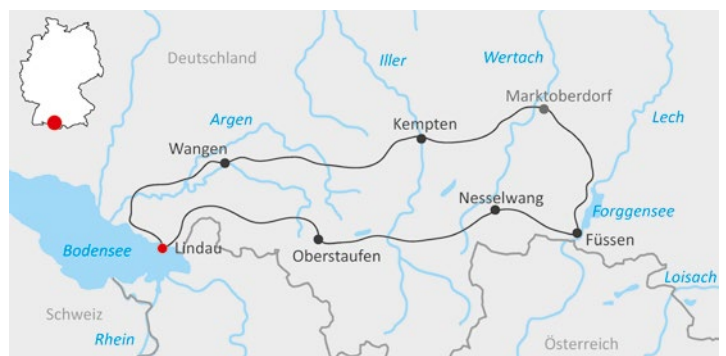 Deutschland
Iller
Wertach
Marktoberdorf
Lech
Argen
Kempten
Wangen
Nesselwang
Forggensee
Bodensee
Lindau
Oberstaufen
Füssen
Loisach
Schweiz
Rhein
Österreich